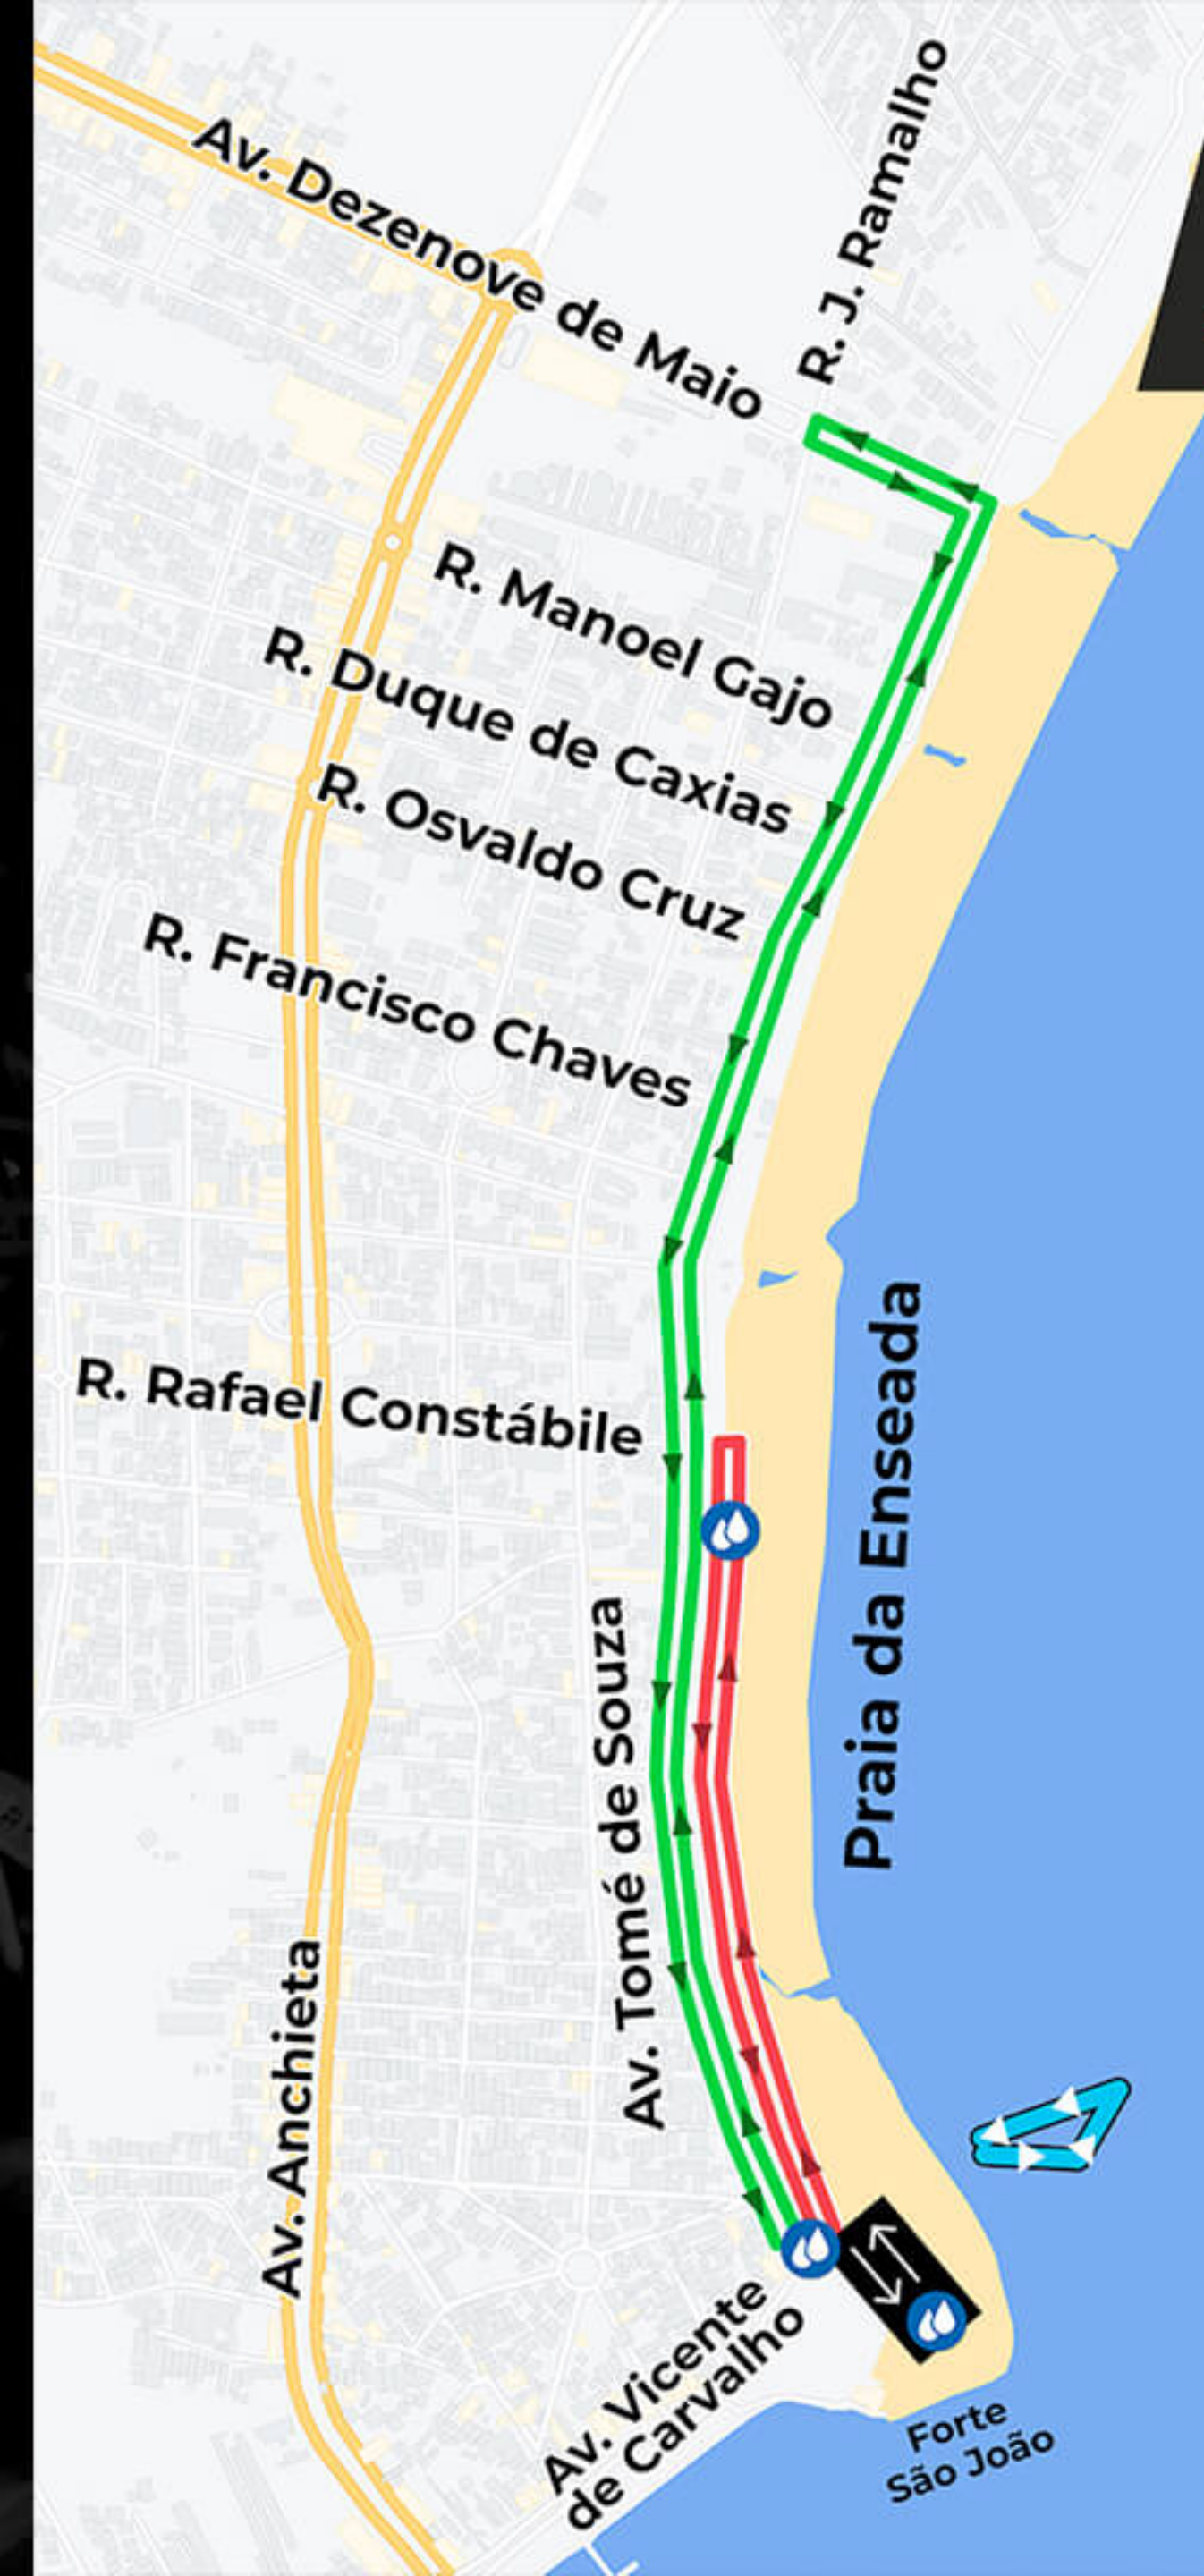 R. J. Ramalho
Av. Dezenove de Maio
R. Manoel Gajo
R. Duque de Caxias
R. Osvaldo Cruz
R. Francisco Chaves
R. Rafael Constábile
Praia da Enseada
Av. Tomé de Souza
Av. Anchieta
Av. Vicente
de Carvalho
Forte
São João